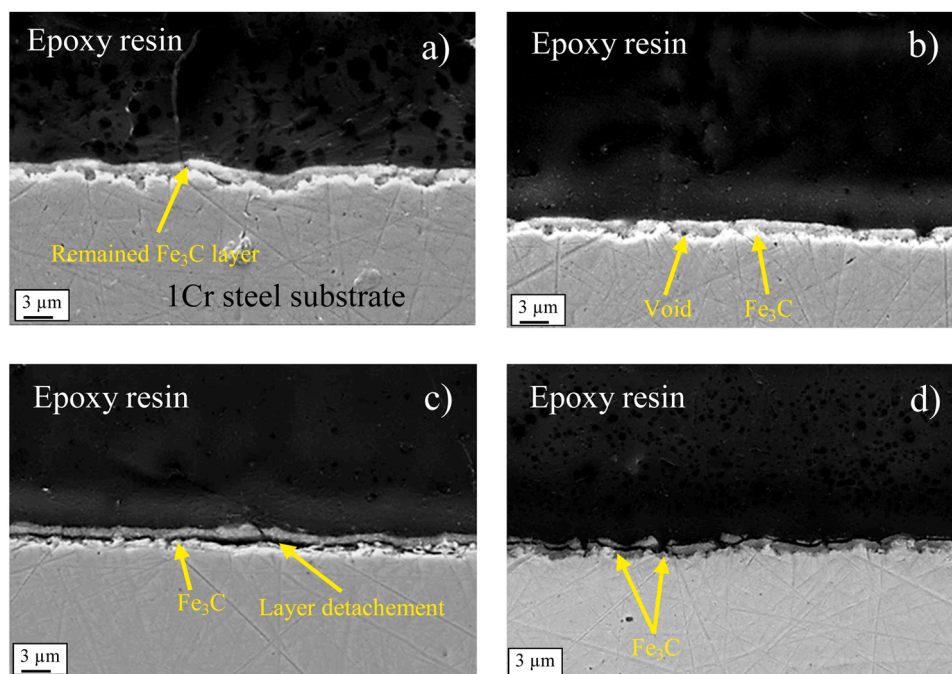 Epoxy resin
a)
Remained Fe₃C layer
1Cr steel substrate
3 µm
Epoxy resin
b)
Void
Fe₃C
3 µm
Epoxy resin
c)
Fe₃C
Layer detachement
3 µm
Epoxy resin
d)
Fe₃C
3 µm